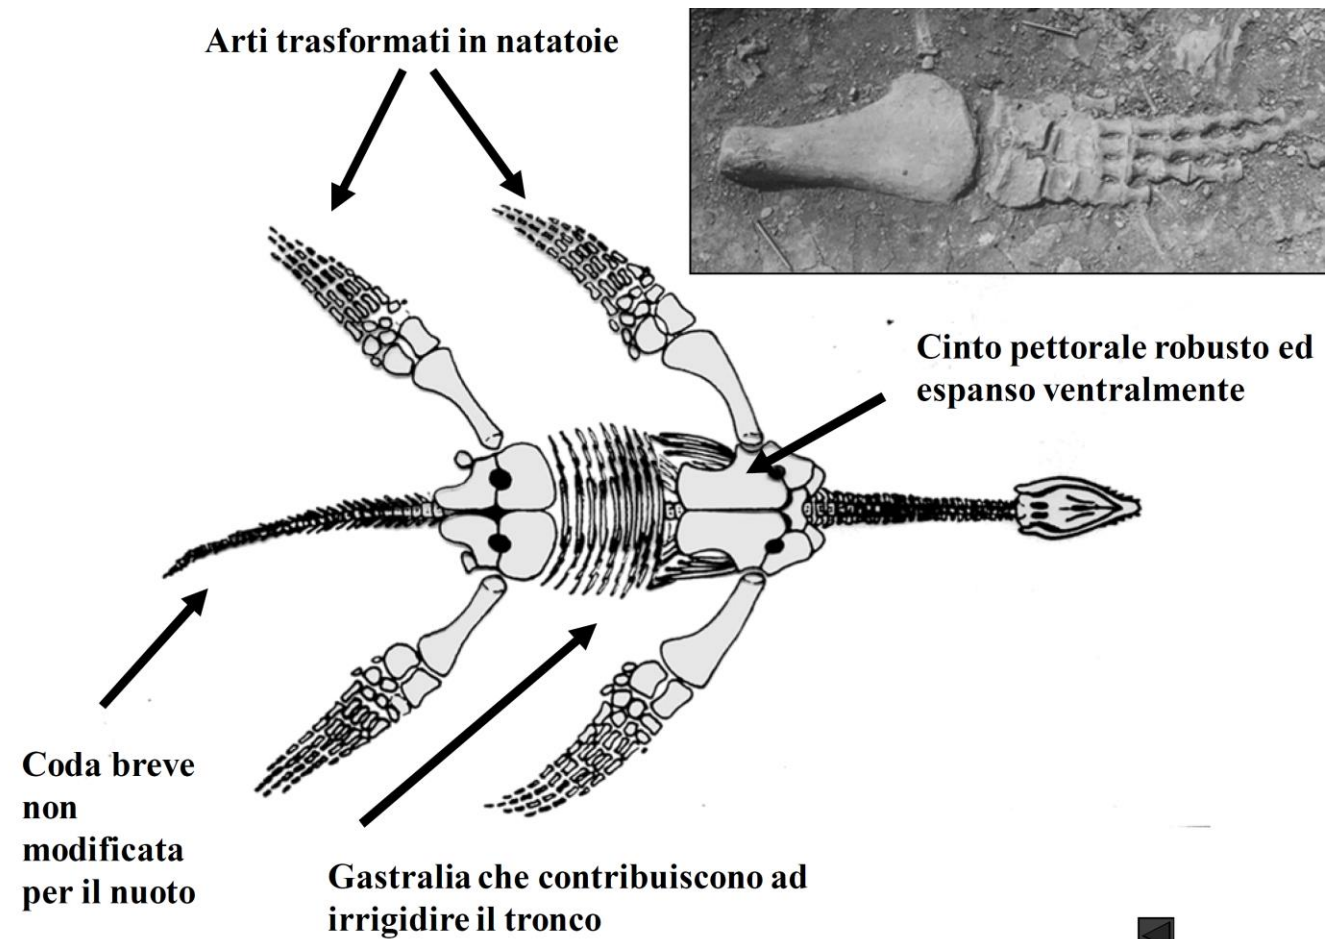 Arti trasformati in natatoie
Cinto pettorale robusto ed
espanso ventralmente
Coda breve
non
modificata
per il nuoto
Gastralia che contribuiscono ad
irrigidire il tronco